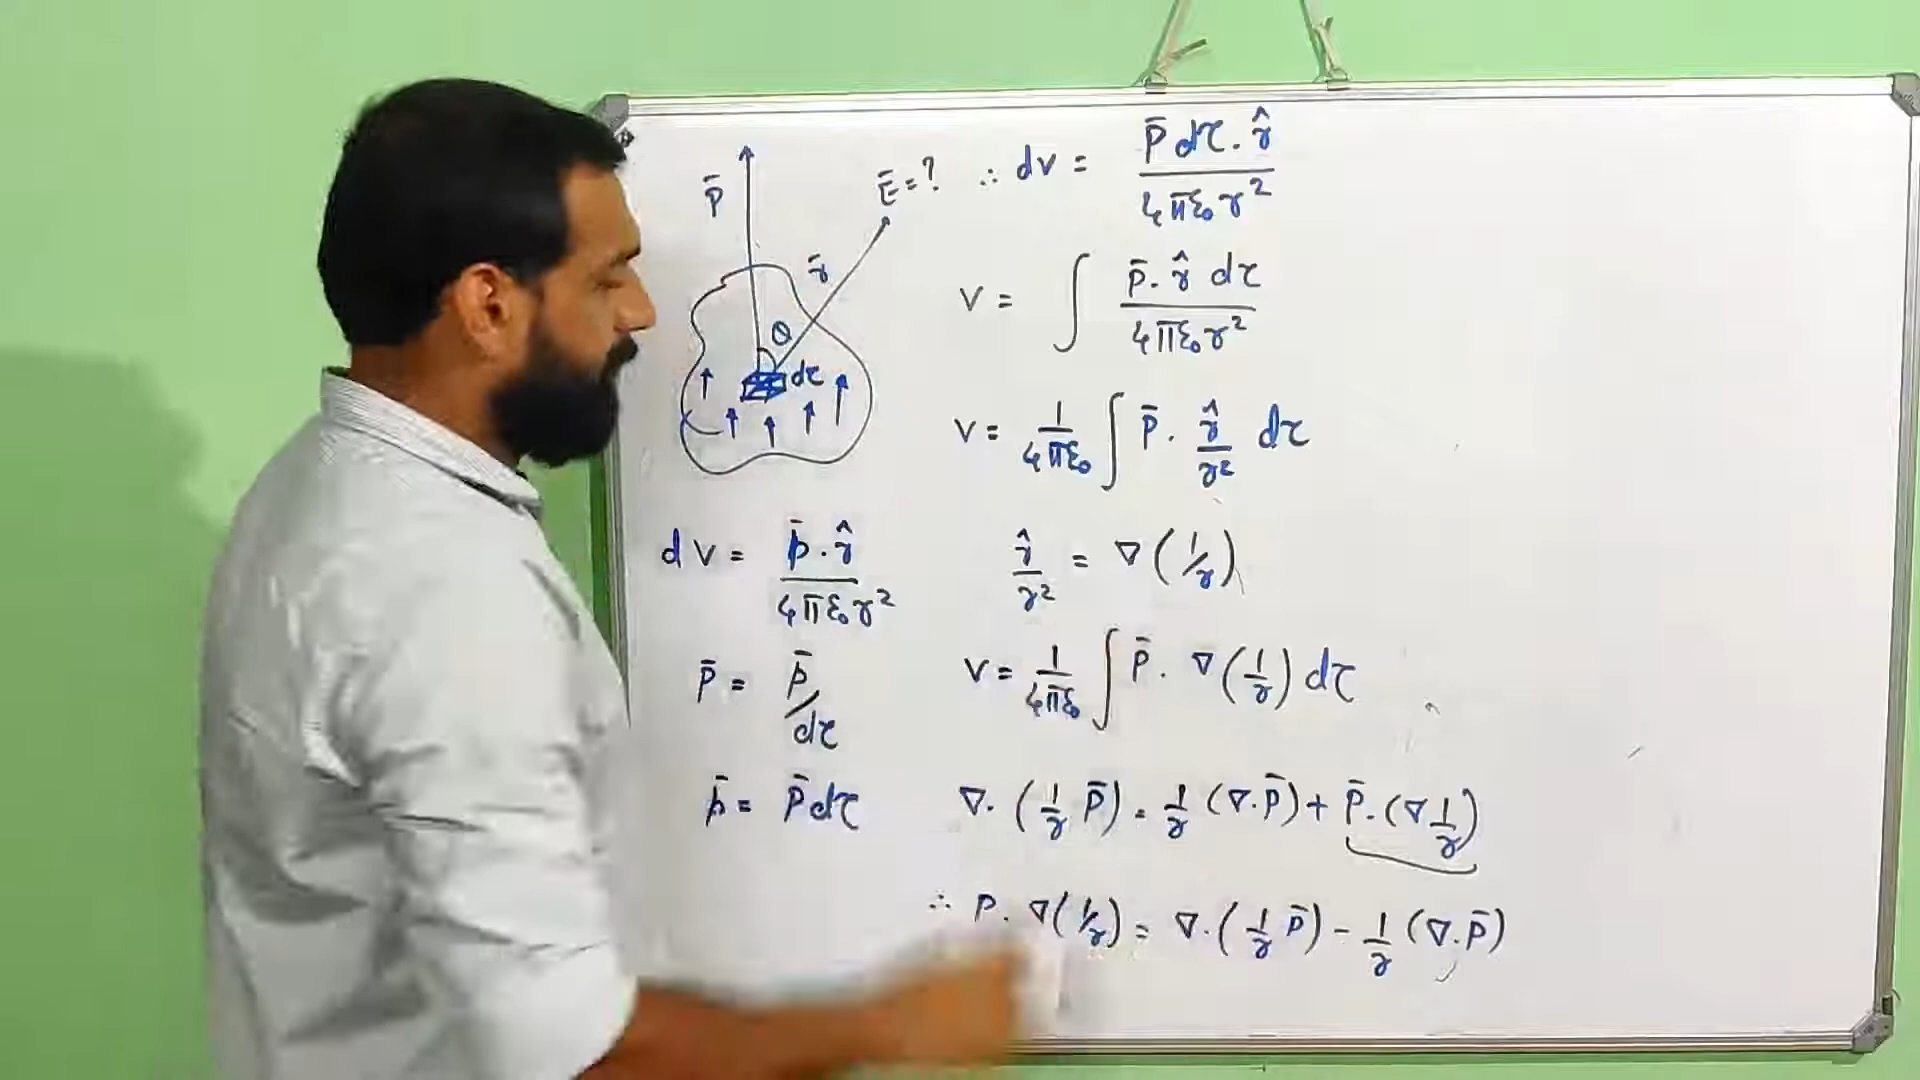 P̄
Ē = ?
r̄
θ
dτ
dV = p̄ . r̂ / 4πε₀r²
P̄ = p̄ / dτ
p̄ = P̄dτ
∴ dV = P̄ dτ . r̂ / 4πε₀r²
V = ∫ P̄ . r̂ dτ / 4πε₀r²
V = 1/4πε₀ ∫ P̄ . r̂/r² dτ
r̂/r² = ∇(1/r)
V = 1/4πε₀ ∫ P̄ . ∇(1/r) dτ
∇. (1/r P̄) = 1/r (∇.P̄) + P̄.(∇ 1/r)
∴ P. ∇(1/r) = ∇.(1/r P̄) - 1/r (∇.P̄)